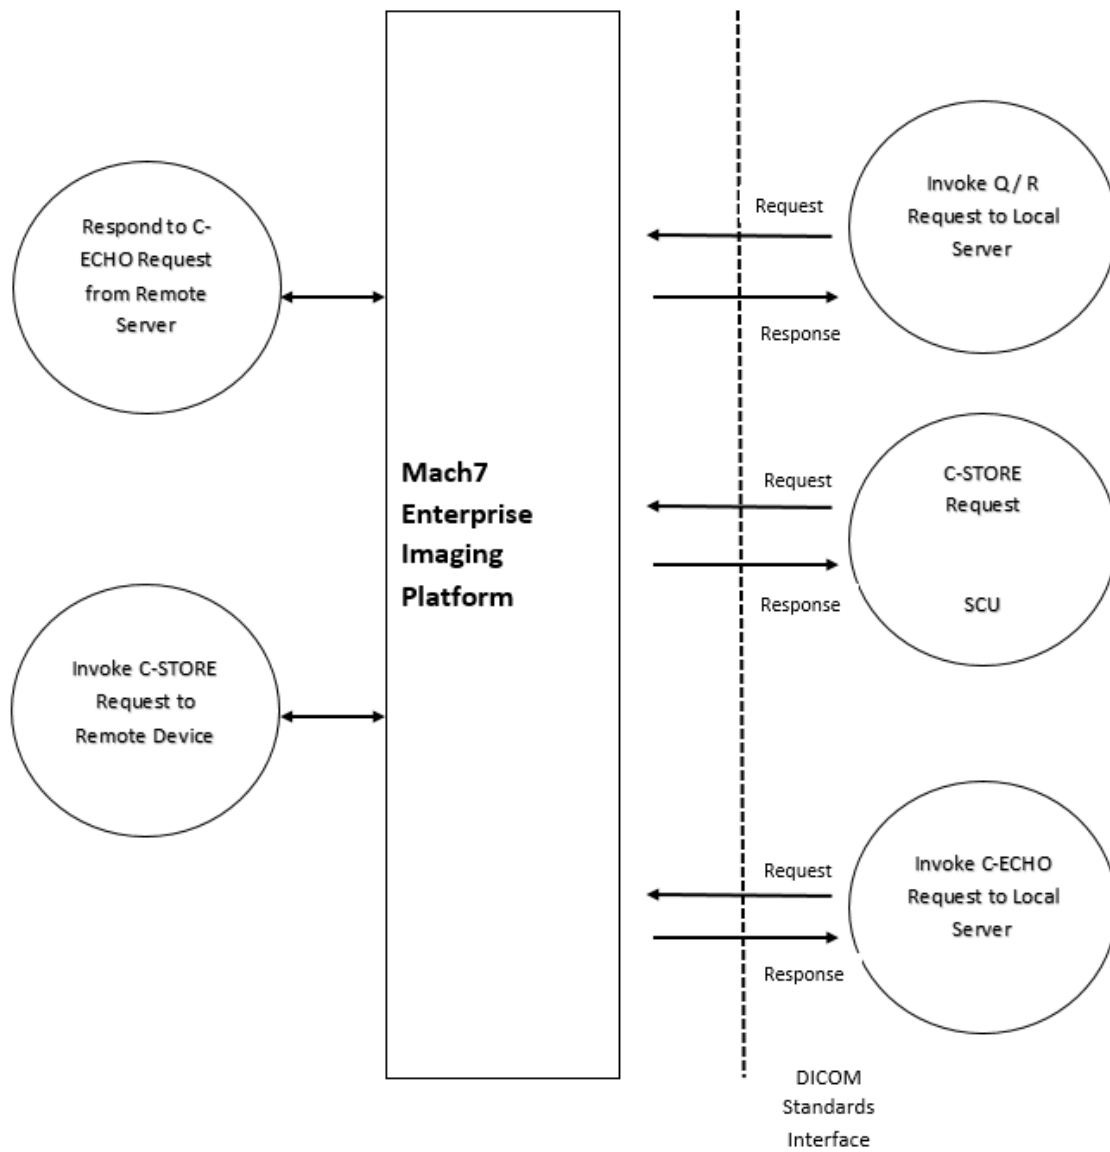 Respond to C-
ECHO Request
from Remote
Server
Invoke C-STORE
Request to
Remote Device
Mach7
Enterprise
Imaging
Platform
Request
Response
Invoke Q / R
Request to Local
Server
Request
Response
C-STORE
Request
SCU
Request
Response
Invoke C-ECHO
Request to Local
Server
DICOM
Standards
Interface